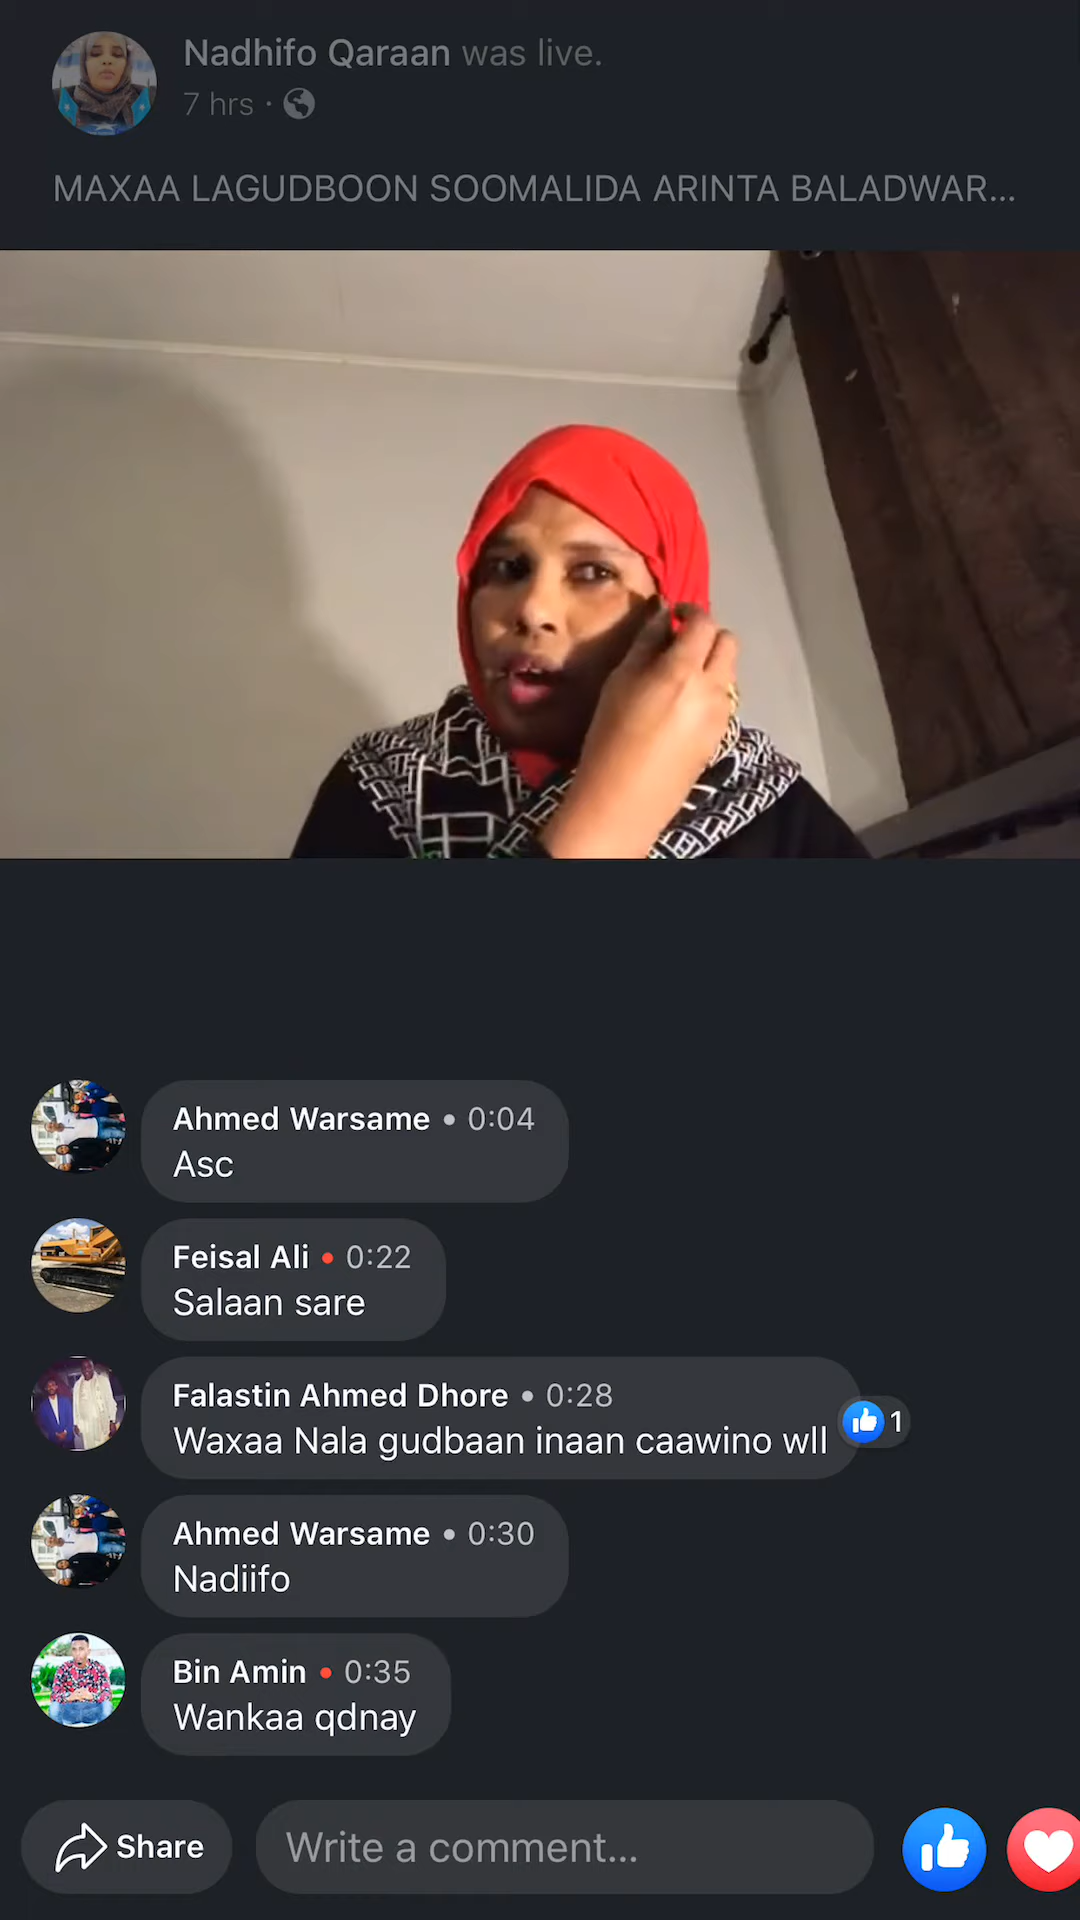 Nadhifo Qaraan was live.
7 hrs ·
MAXAA LAGUDBOON SOOMALIDA ARINTA BALADWAR...
Ahmed Warsame • 0:04
Asc
Feisal Ali • 0:22
Salaan sare
Falastin Ahmed Dhore • 0:28
Waxaa Nala gudbaan inaan caawino wll
1
Ahmed Warsame • 0:30
Nadiifo
Bin Amin • 0:35
Wankaa qdnay
Share
Write a comment...